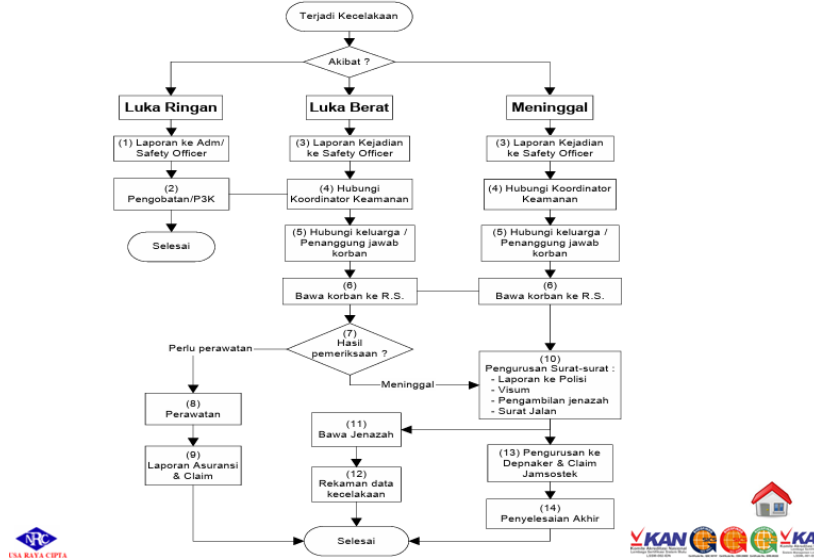 Terjadi Kecelakaan
Akibat ?
Luka Ringan
Luka Berat
Meninggal
(1) Laporan ke Adm/
Safety Officer
(3) Laporan Kejadian
ke Safety Officer
(3) Laporan Kejadian
ke Safety Officer
(2)
Pengobatan/P3K
(4) Hubungi
Koordinator Keamanan
(4) Hubungi Koordinator
Keamanan
Selesai
(5) Hubungi keluarga /
Penanggung jawab
korban
(5) Hubungi keluarga /
Penanggung jawab
korban
(6)
Bawa korban ke R.S.
(6)
Bawa korban ke R.S.
(7)
Hasil
pemeriksaan ?
Perlu perawatan
Meninggal
(10)
Pengurusan Surat-surat :
- Laporan ke Polisi
- Visum
- Pengambilan jenazah
- Surat Jalan
(8)
Perawatan
(11)
Bawa Jenazah
(9)
Laporan Asuransi
& Claim
(12)
Rekaman data
kecelakaan
(13) Pengurusan ke
Depnaker & Claim
Jamsostek
(14)
Penyelesaian Akhir
Selesai
NRC
USA RAYA CIPTA
KAN
Komite Akreditasi Nasional
KA